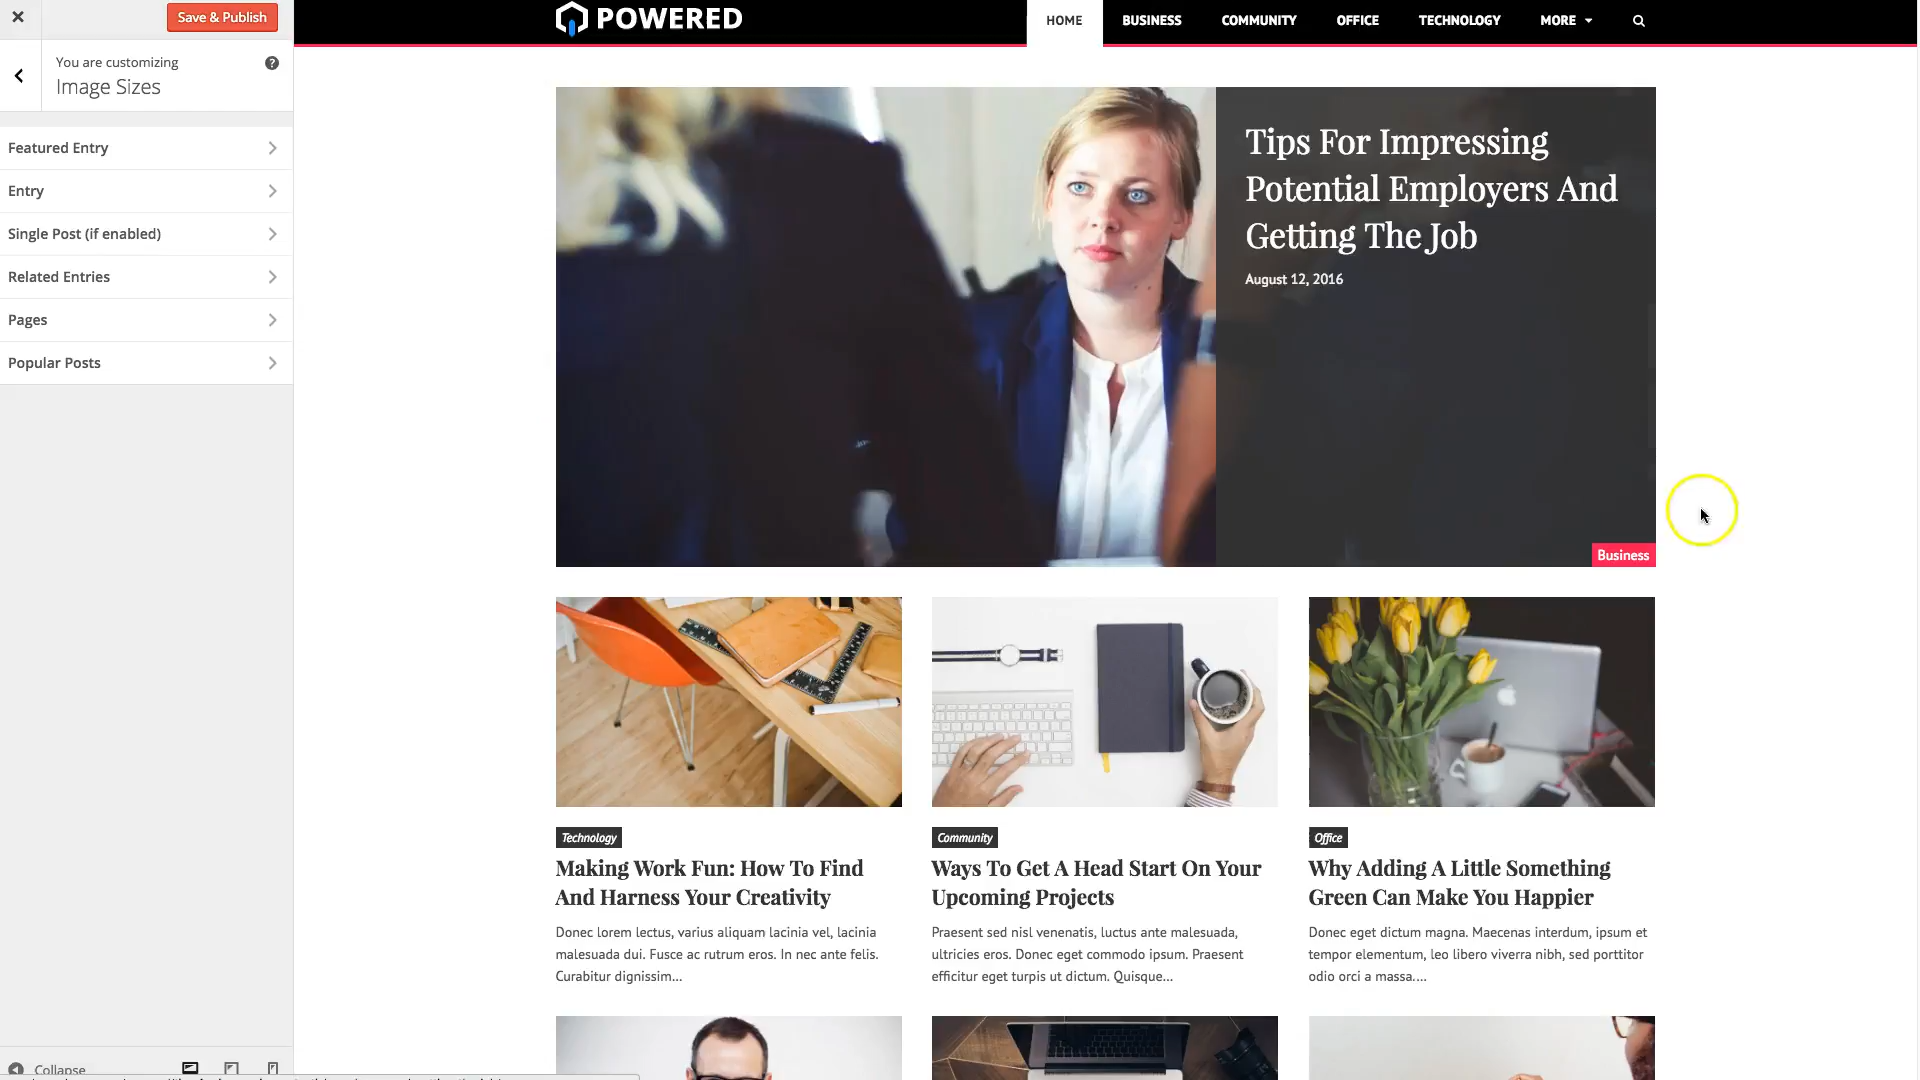 Save & Publish
You are customizing
Image Sizes
Featured Entry
Entry
Single Post (if enabled)
Related Entries
Pages
Popular Posts
Collapse
POWERED
HOME BUSINESS COMMUNITY OFFICE TECHNOLOGY MORE
Tips For Impressing
Potential Employers And
Getting The Job
August 12, 2016
Business
Technology
Making Work Fun: How To Find
And Harness Your Creativity
Donec lorem lectus, varius aliquam lacinia vel, lacinia
malesuada dui. Fusce ac rutrum eros. In nec ante felis.
Curabitur dignissim...
Community
Ways To Get A Head Start On Your
Upcoming Projects
Praesent sed nisl venenatis, luctus ante malesuada,
ultricies eros. Donec eget commodo ipsum. Praesent
efficitur eget turpis ut dictum. Quisque...
Office
Why Adding A Little Something
Green Can Make You Happier
Donec eget dictum magna. Maecenas interdum, ipsum et
tempor elementum, leo libero viverra nibh, sed porttitor
odio orci a massa....